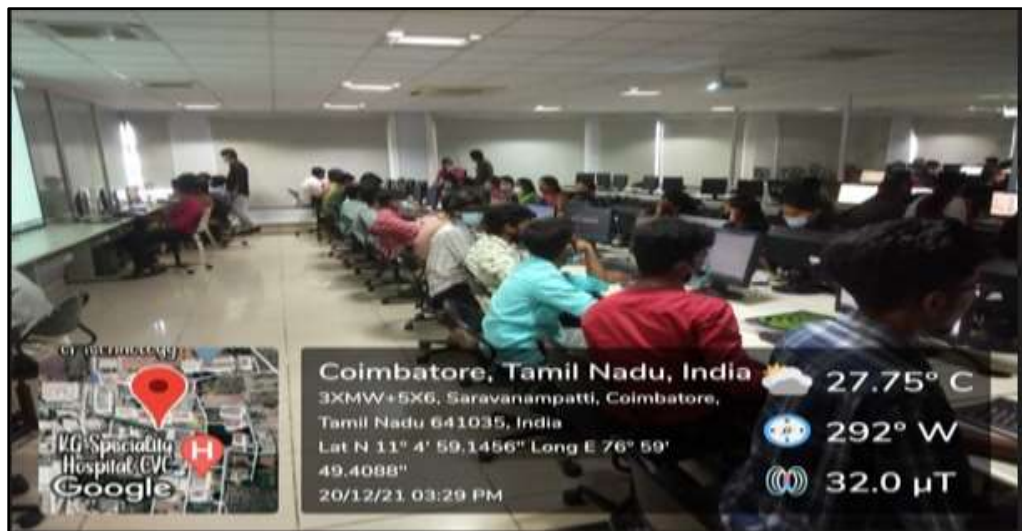 of Technology
KG Speciality
Hospital, CVC
H
Google
Coimbatore, Tamil Nadu, India
3XMW+5X6, Saravanampatti, Coimbatore,
Tamil Nadu 641035, India
Lat N 11° 4' 59.1456" Long E 76° 59'
49.4088"
20/12/21 03:29 PM
27.75° C
292° W
32.0 µT